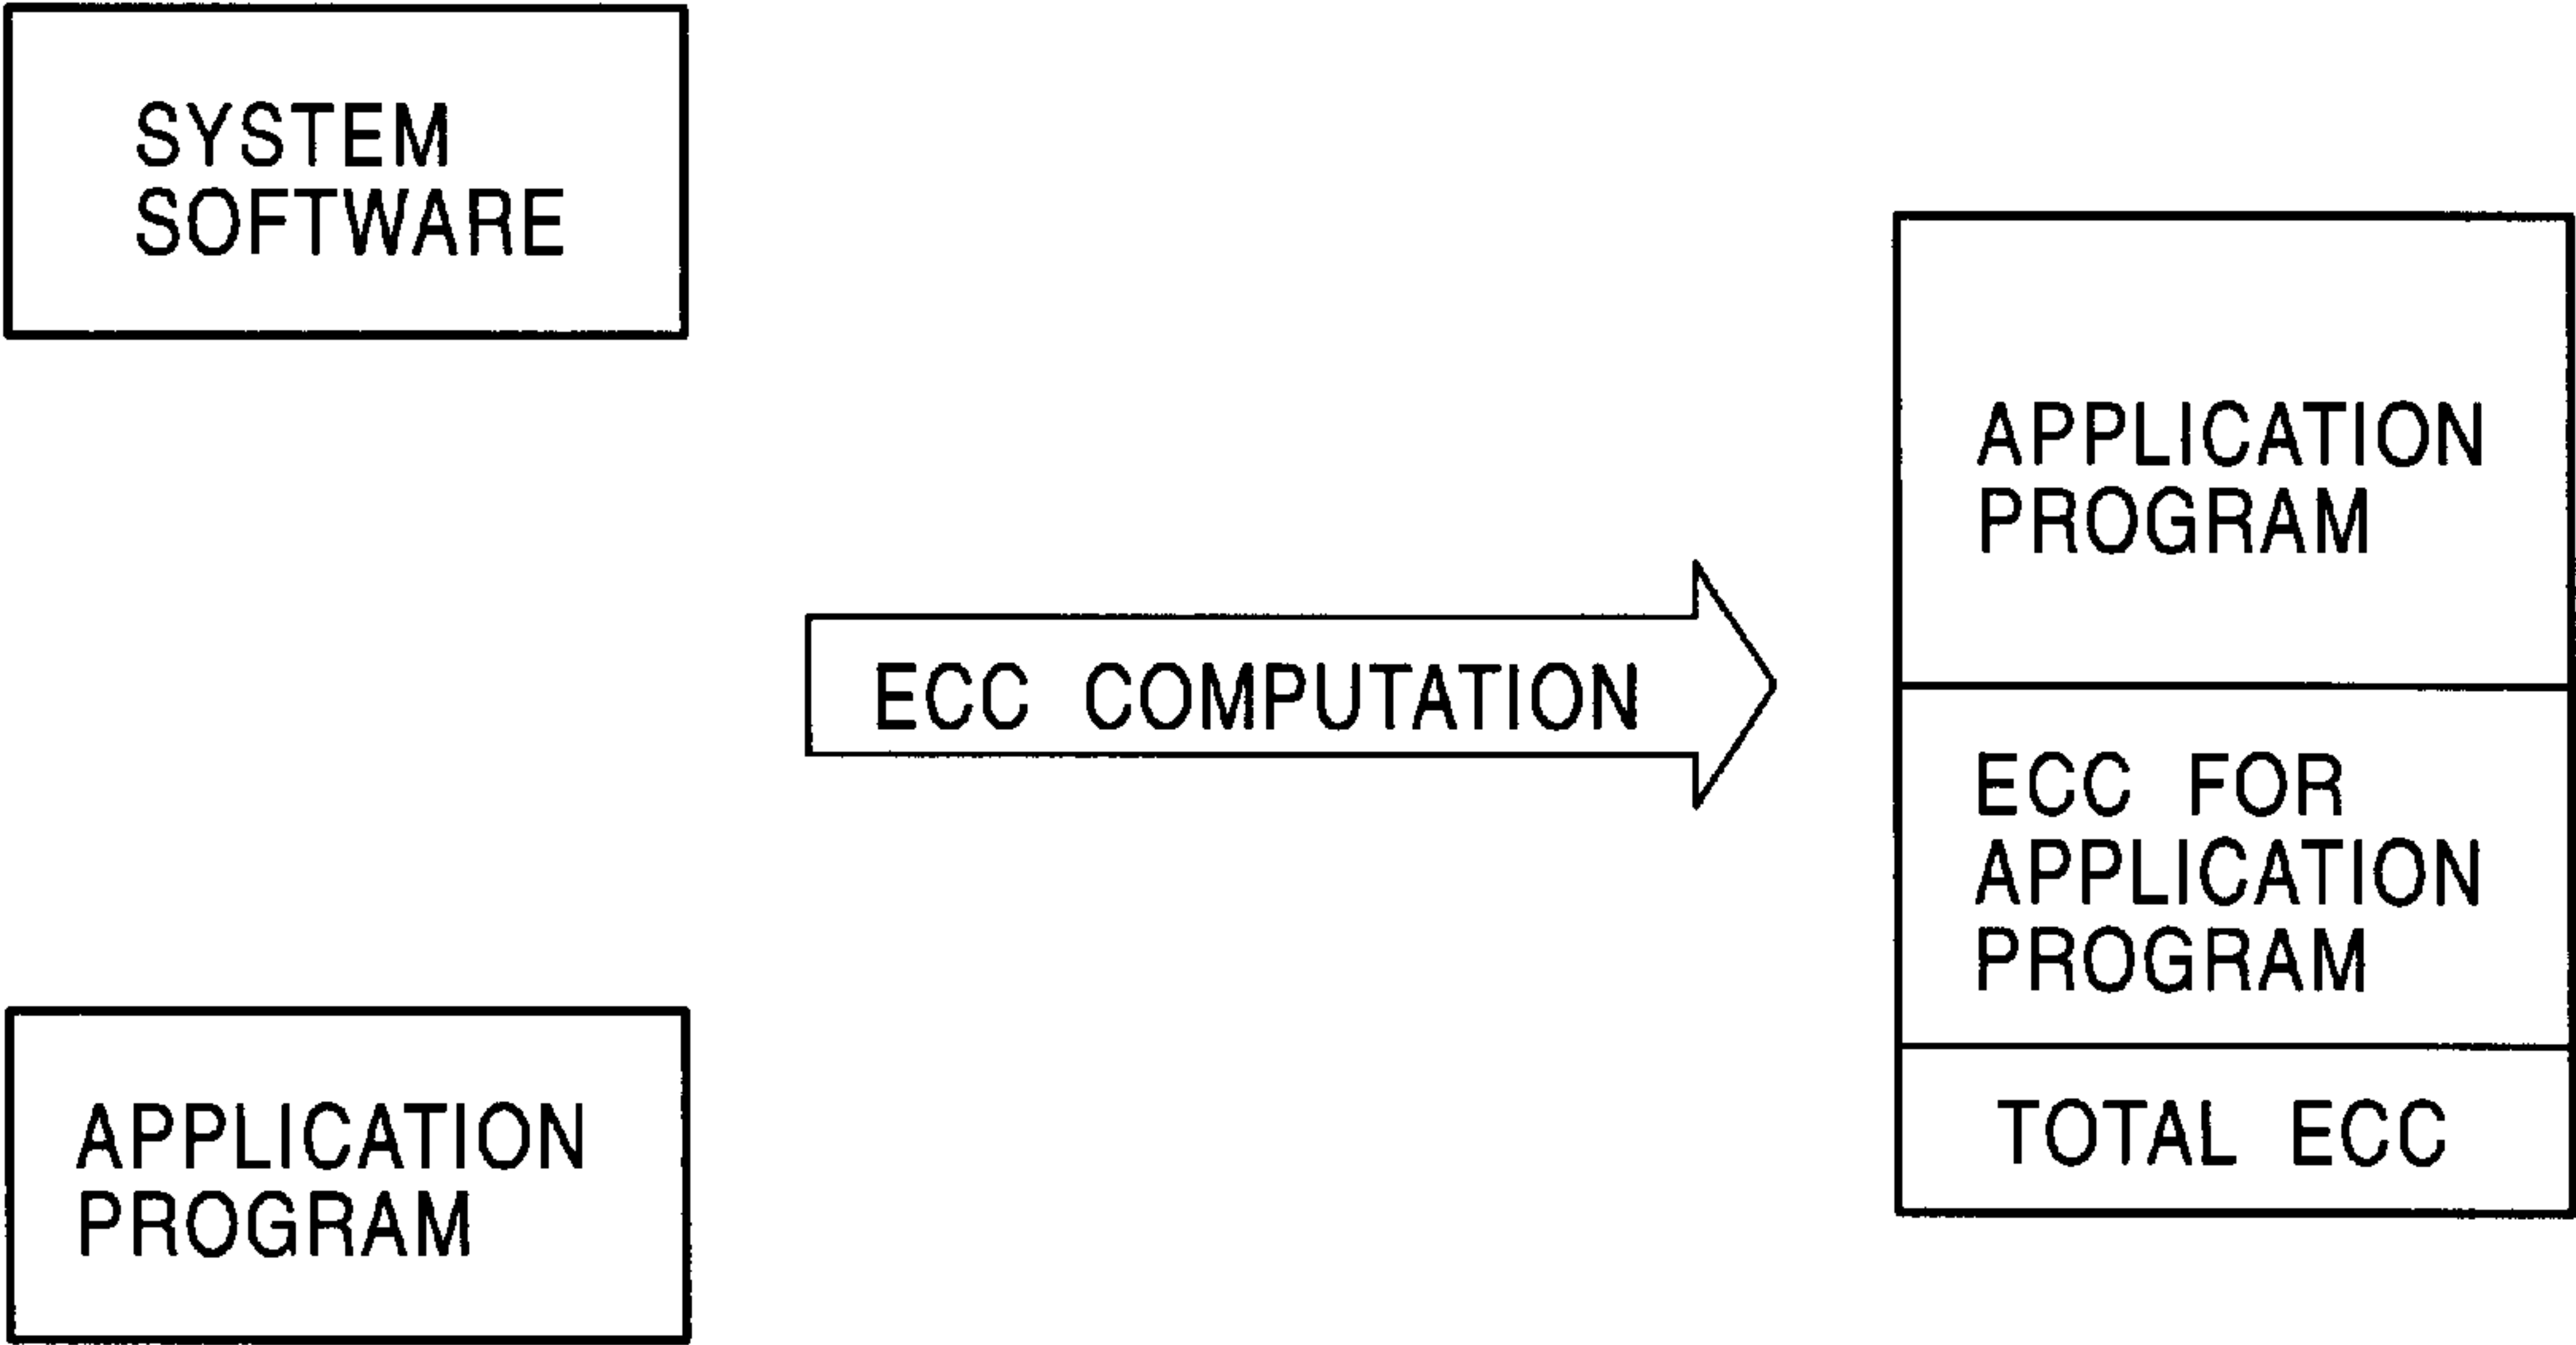 SYSTEM
SOFTWARE
APPLICATION
PROGRAM
ECC COMPUTATION
APPLICATION
PROGRAM
ECC FOR
APPLICATION
PROGRAM
TOTAL ECC